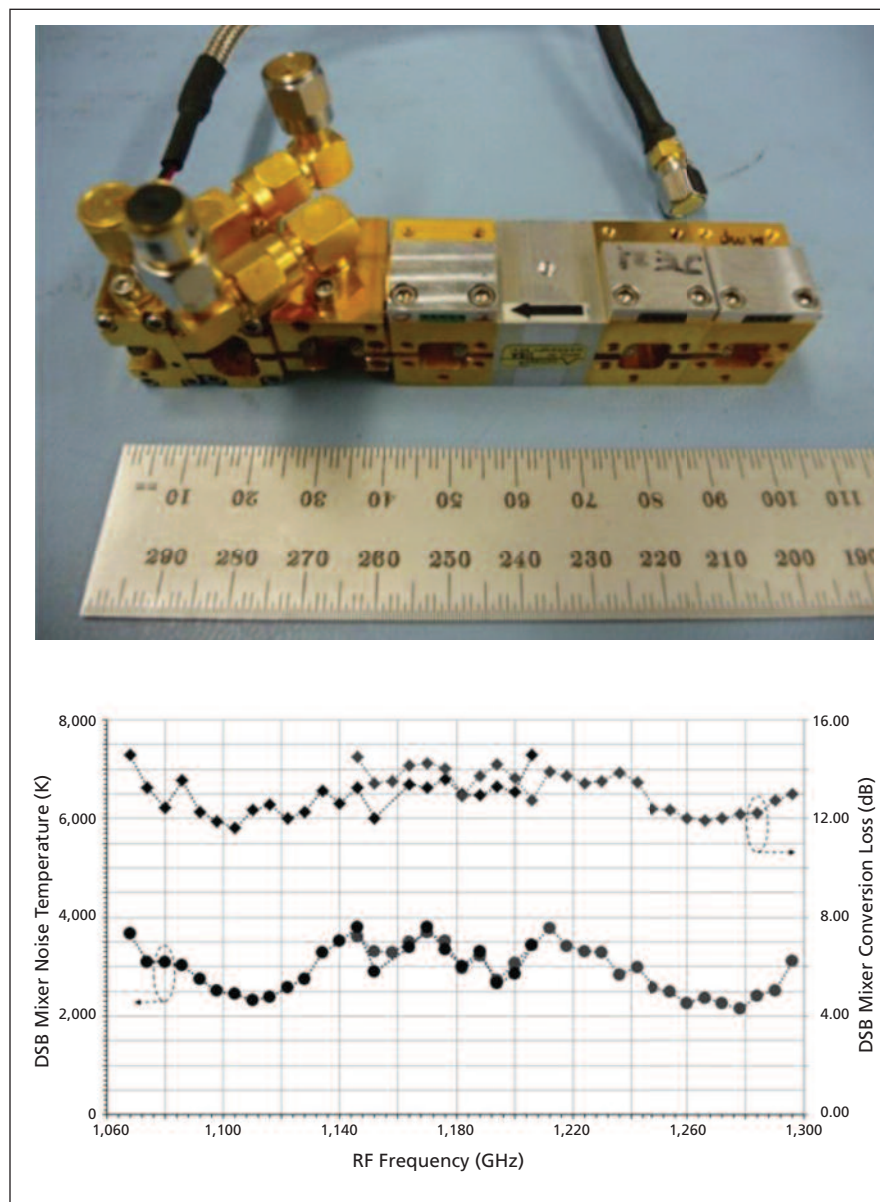 10 20 30 40 50 60 70 80 90 100 110
290 280 270 260 250 240 230 220 210 200 190
8,000
6,000
4,000
2,000
0
DSB Mixer Noise Temperature (K)
16.00
12.00
8.00
4.00
0.00
DSB Mixer Conversion Loss (dB)
1,060 1,100 1,140 1,180 1,220 1,260 1,300
RF Frequency (GHz)